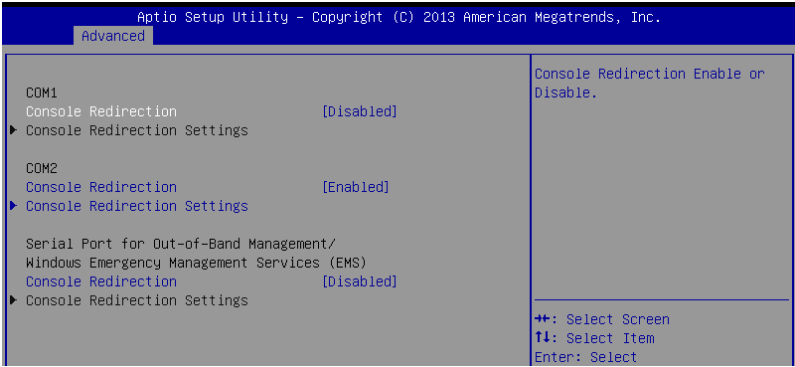 Aptio Setup Utility – Copyright (C) 2013 American Megatrends, Inc.
Advanced
COM1
Console Redirection [Disabled]
Console Redirection Settings
COM2
Console Redirection [Enabled]
Console Redirection Settings
Serial Port for Out-of-Band Management/
Windows Emergency Management Services (EMS)
Console Redirection [Disabled]
Console Redirection Settings
Console Redirection Enable or
Disable.
→←: Select Screen
↑↓: Select Item
Enter: Select